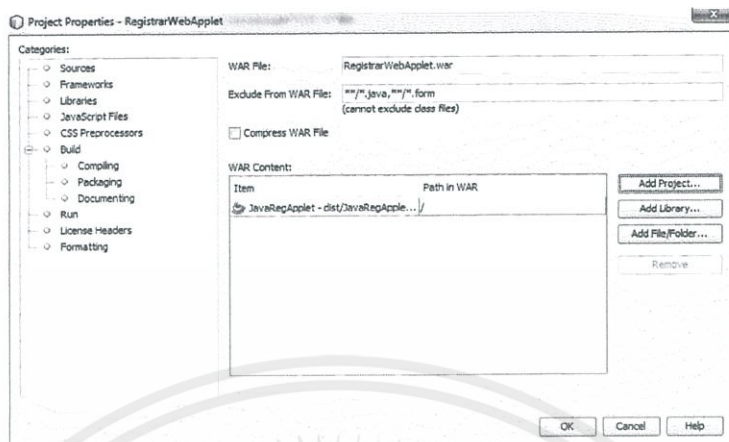 Project Properties - RegistrarWebApplet
Categories:
Sources
Frameworks
Libraries
JavaScript Files
CSS Preprocessors
Build
Compiling
Packaging
Documenting
Run
License Headers
Formatting
WAR File: RegistrarWebApplet.war
Exclude From WAR File: **/*.java,**/*.form
(cannot exclude class files)
Compress WAR File
WAR Content:
Item Path in WAR
JavaRegApplet - dist/JavaRegApple... /
Add Project...
Add Library...
Add File/Folder...
Remove
OK Cancel Help